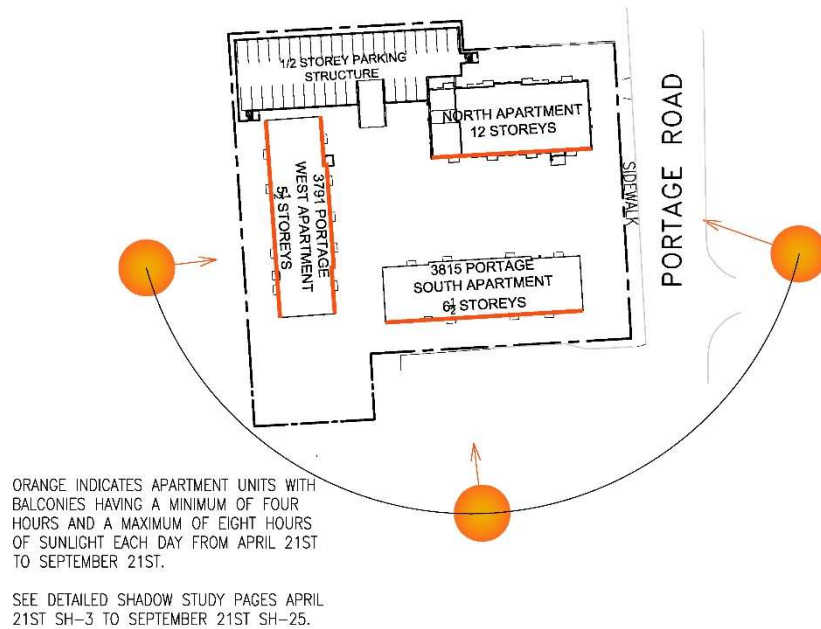 1/2 STOREY PARKING
STRUCTURE
NORTH APARTMENT
12 STOREYS
3791 PORTAGE
WEST APARTMENT
5½ STOREYS
3815 PORTAGE
SOUTH APARTMENT
6½ STOREYS
SIDEWALK
PORTAGE ROAD
ORANGE INDICATES APARTMENT UNITS WITH
BALCONIES HAVING A MINIMUM OF FOUR
HOURS AND A MAXIMUM OF EIGHT HOURS
OF SUNLIGHT EACH DAY FROM APRIL 21ST
TO SEPTEMBER 21ST.
SEE DETAILED SHADOW STUDY PAGES APRIL
21ST SH-3 TO SEPTEMBER 21ST SH-25.